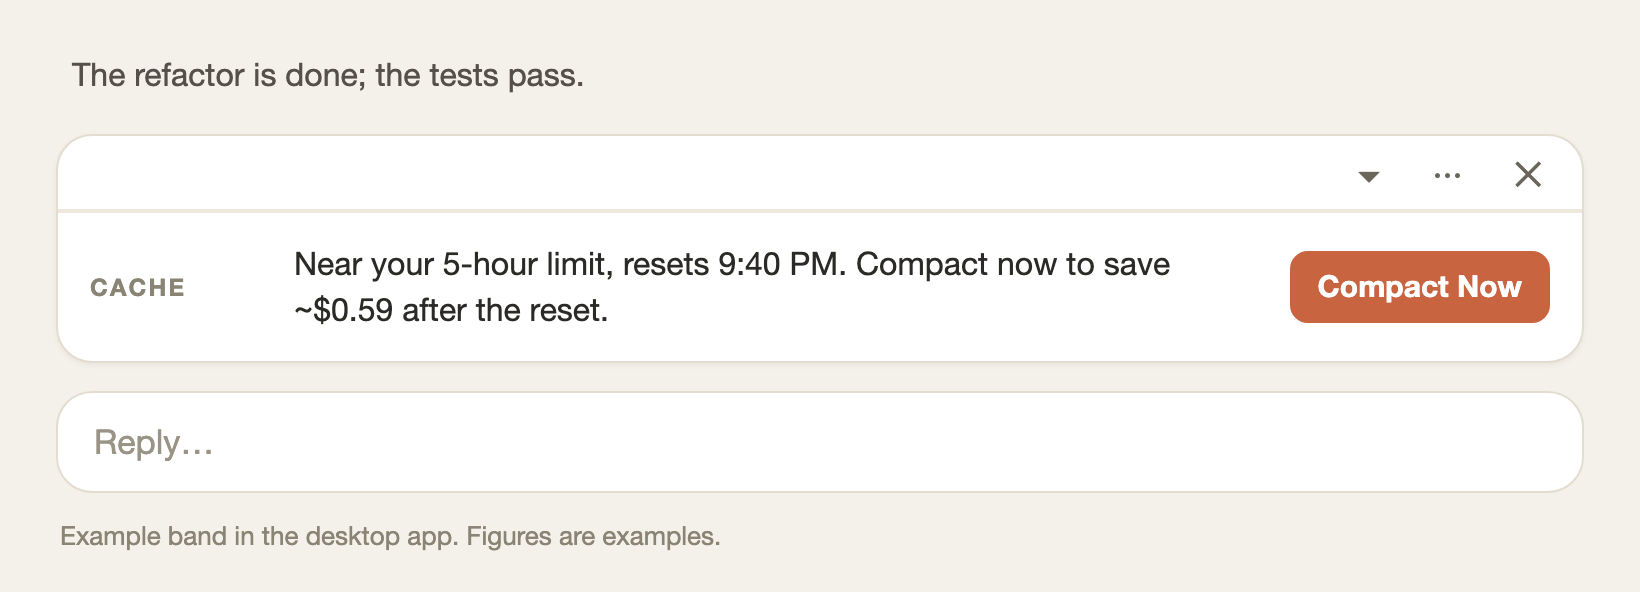 The refactor is done; the tests pass.
CACHE
Near your 5-hour limit, resets 9:40 PM. Compact now to save
~$0.59 after the reset.
Compact Now
Reply…
Example band in the desktop app. Figures are examples.